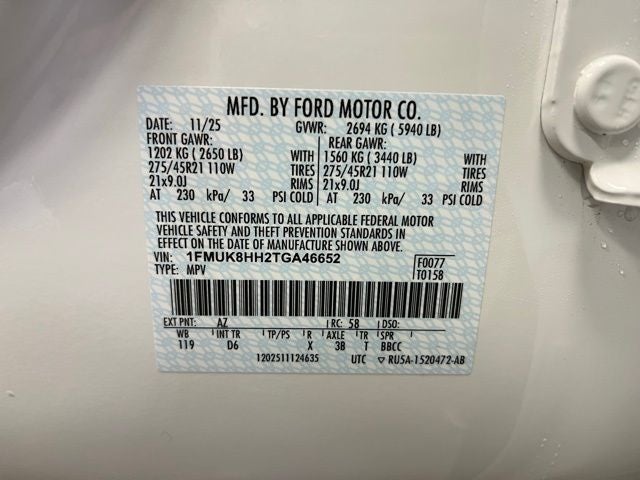 MFD. BY FORD MOTOR CO.
DATE: 11/25 GVWR: 2694 KG ( 5940 LB)
FRONT GAWR: REAR GAWR:
1202 KG ( 2650 LB) WITH 1560 KG ( 3440 LB) WITH
275/45R21 110W TIRES 275/45R21 110W TIRES
21x9.0J RIMS 21x9.0J RIMS
AT 230 kPa/ 33 PSI COLD AT 230 kPa/ 33 PSI COLD
THIS VEHICLE CONFORMS TO ALL APPLICABLE FEDERAL MOTOR
VEHICLE SAFETY AND THEFT PREVENTION STANDARDS IN
EFFECT ON THE DATE OF MANUFACTURE SHOWN ABOVE.
VIN: 1FMUK8HH2TGA46652 F0077
TYPE: MPV T0158
EXT PNT: AZ RC: 58 DSO:
WB INT TR TP/PS R AXLE TR SPR
119 D6 X 38 T BBCC
1202511124635 UTC RU5A-1520472-AB